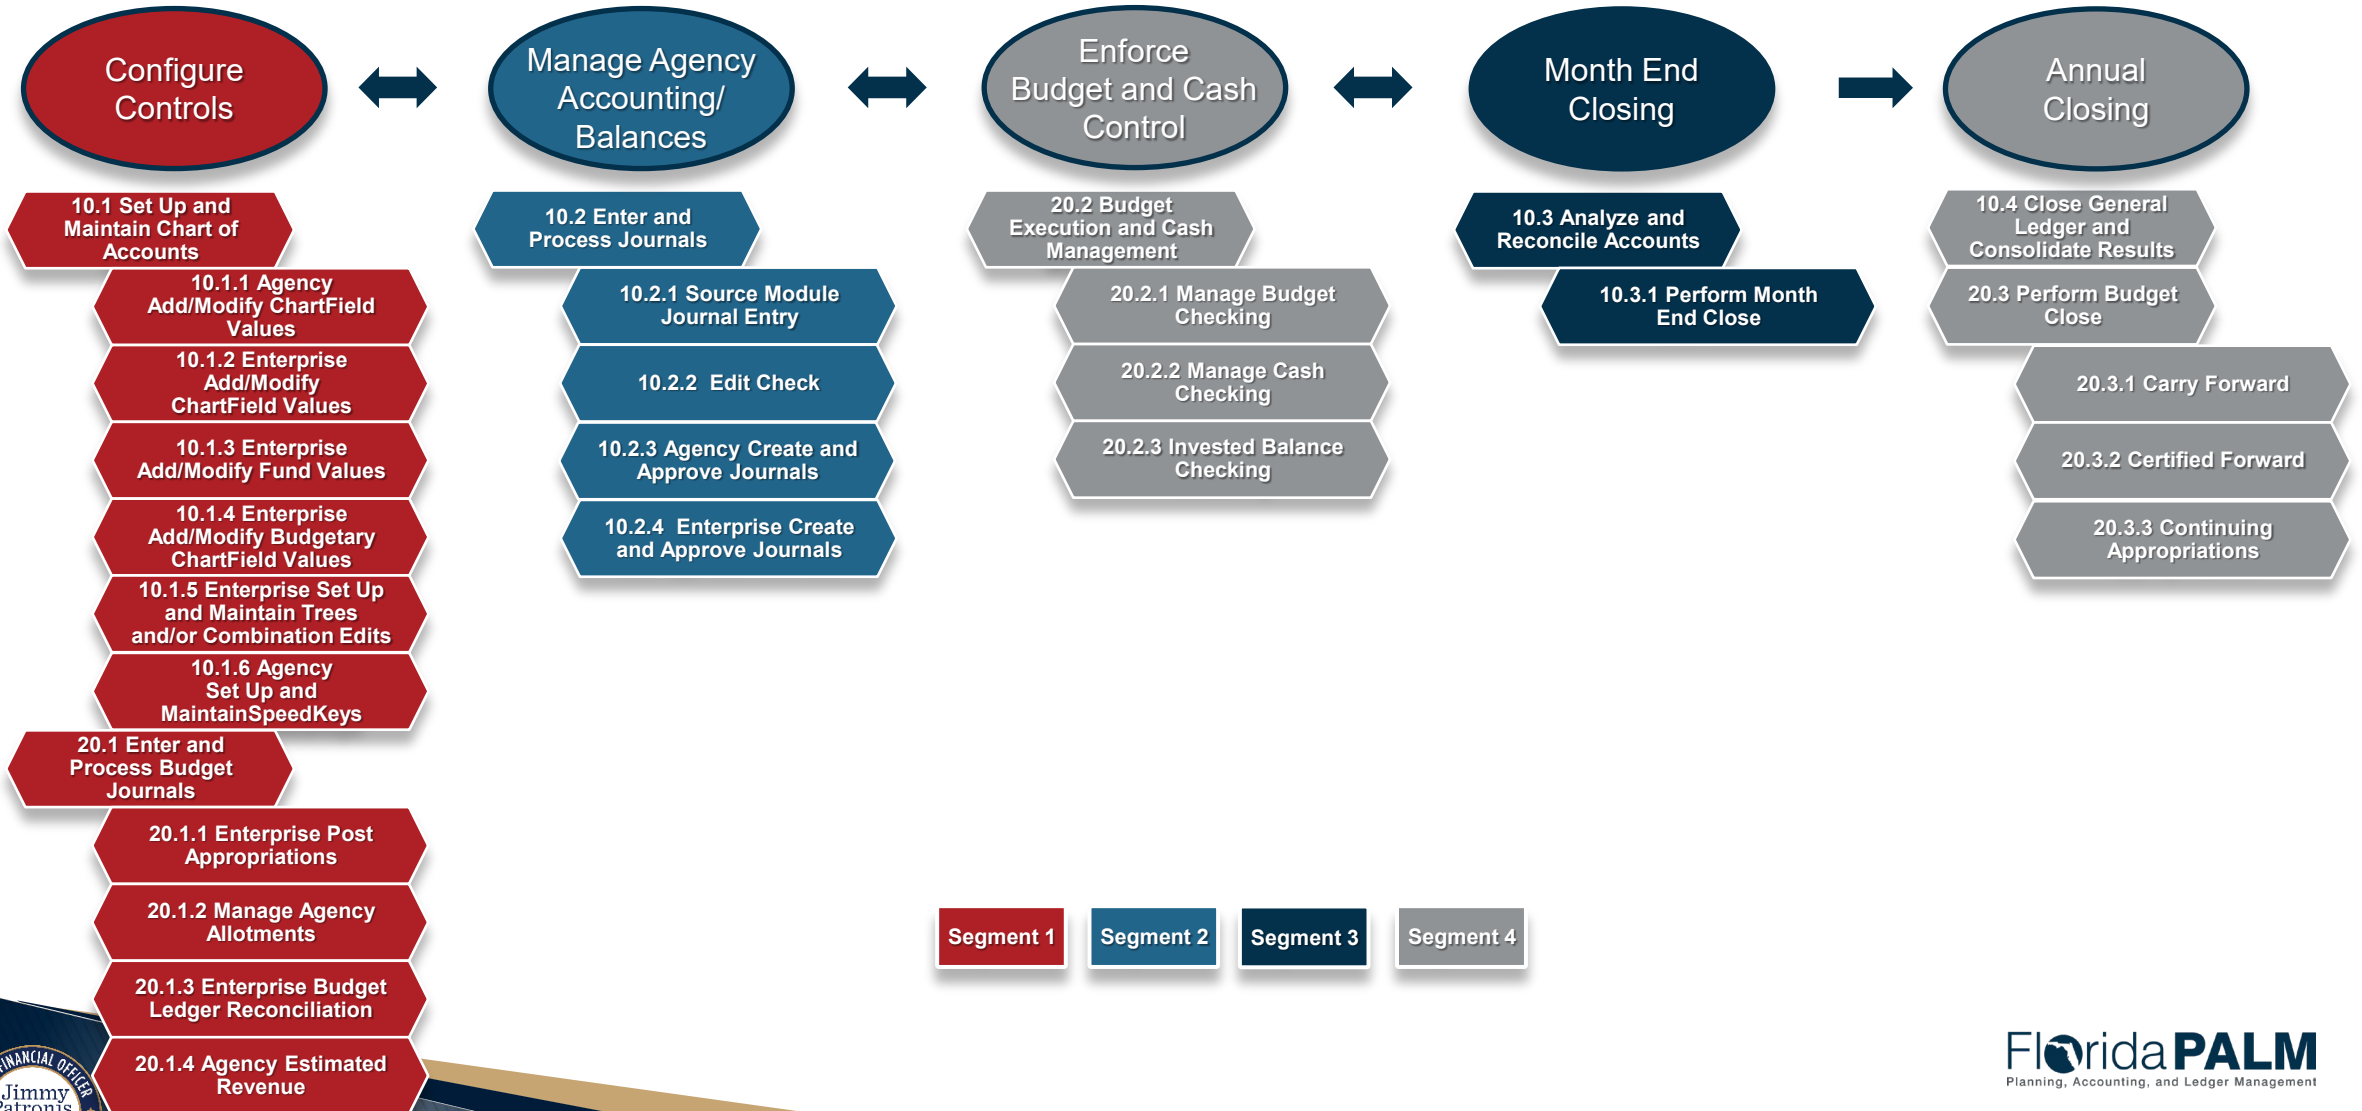 Configure
Controls
Manage Agency
Accounting/
Balances
Enforce
Budget and Cash
Control
Month End
Closing
Annual
Closing
10.1 Set Up and
Maintain Chart of
Accounts
10.1.1 Agency
Add/Modify ChartField
Values
10.1.2 Enterprise
Add/Modify
ChartField Values
10.1.3 Enterprise
Add/Modify Fund Values
10.1.4 Enterprise
Add/Modify Budgetary
ChartField Values
10.1.5 Enterprise Set Up
and Maintain Trees
and/or Combination Edits
10.1.6 Agency
Set Up and
MaintainSpeedKeys
20.1 Enter and
Process Budget
Journals
20.1.1 Enterprise Post
Appropriations
20.1.2 Manage Agency
Allotments
20.1.3 Enterprise Budget
Ledger Reconciliation
20.1.4 Agency Estimated
Revenue
10.2 Enter and
Process Journals
10.2.1 Source Module
Journal Entry
10.2.2 Edit Check
10.2.3 Agency Create and
Approve Journals
10.2.4 Enterprise Create
and Approve Journals
20.2 Budget
Execution and Cash
Management
20.2.1 Manage Budget
Checking
20.2.2 Manage Cash
Checking
20.2.3 Invested Balance
Checking
10.3 Analyze and
Reconcile Accounts
10.3.1 Perform Month
End Close
10.4 Close General
Ledger and
Consolidate Results
20.3 Perform Budget
Close
20.3.1 Carry Forward
20.3.2 Certified Forward
20.3.3 Continuing
Appropriations
Segment 1
Segment 2
Segment 3
Segment 4
FINANCIAL OFFICER
Jimmy
Patronis
Florida PALM
Planning, Accounting, and Ledger Management